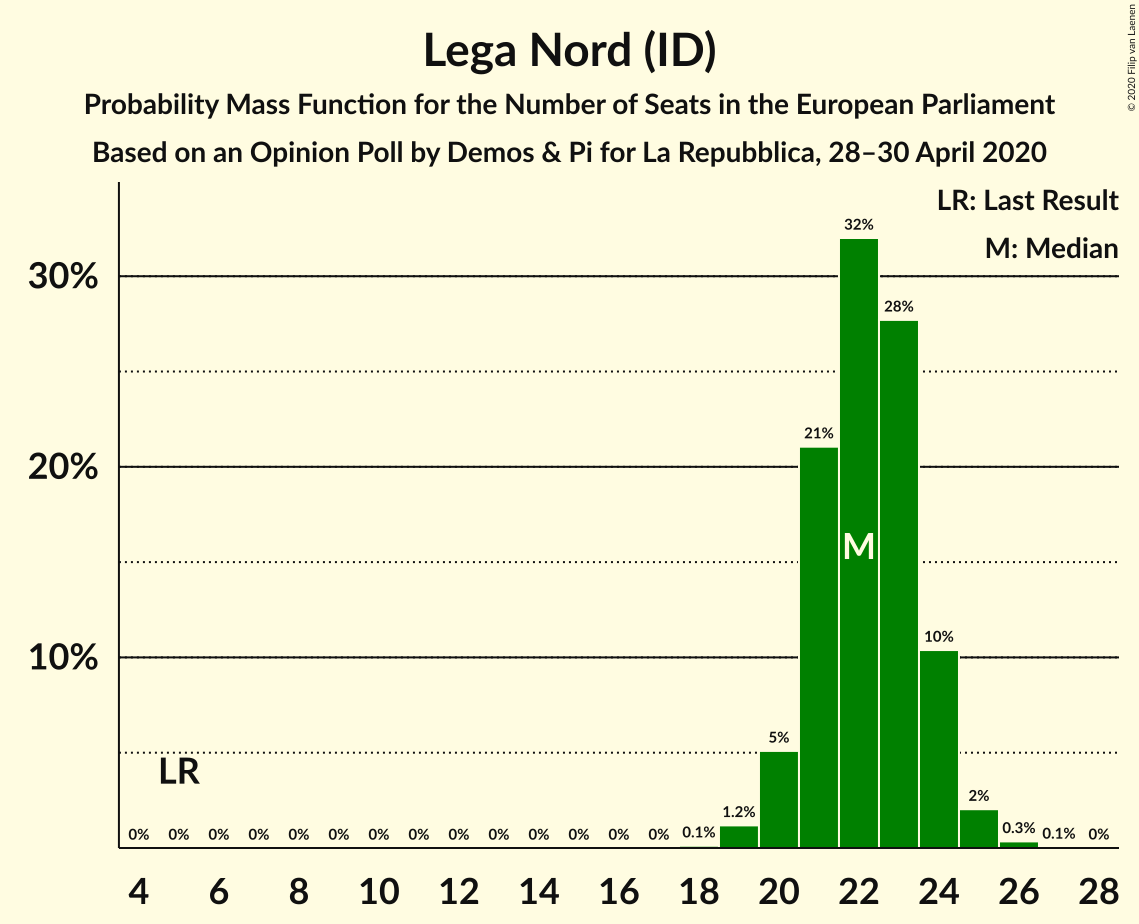 © 2020 Filip van Laenen
Lega Nord (ID)
Probability Mass Function for the Number of Seats in the European Parliament
Based on an Opinion Poll by Demos & Pi for La Repubblica, 28–30 April 2020
LR: Last Result
M: Median
30%
20%
10%
0% 0% 0% 0% 0% 0% 0% 0% 0% 0% 0% 0% 0% 0% 0.1% 1.2% 5% 21% 32% 28% 10% 2% 0.3% 0.1% 0%
LR
M
4 6 8 10 12 14 16 18 20 22 24 26 28